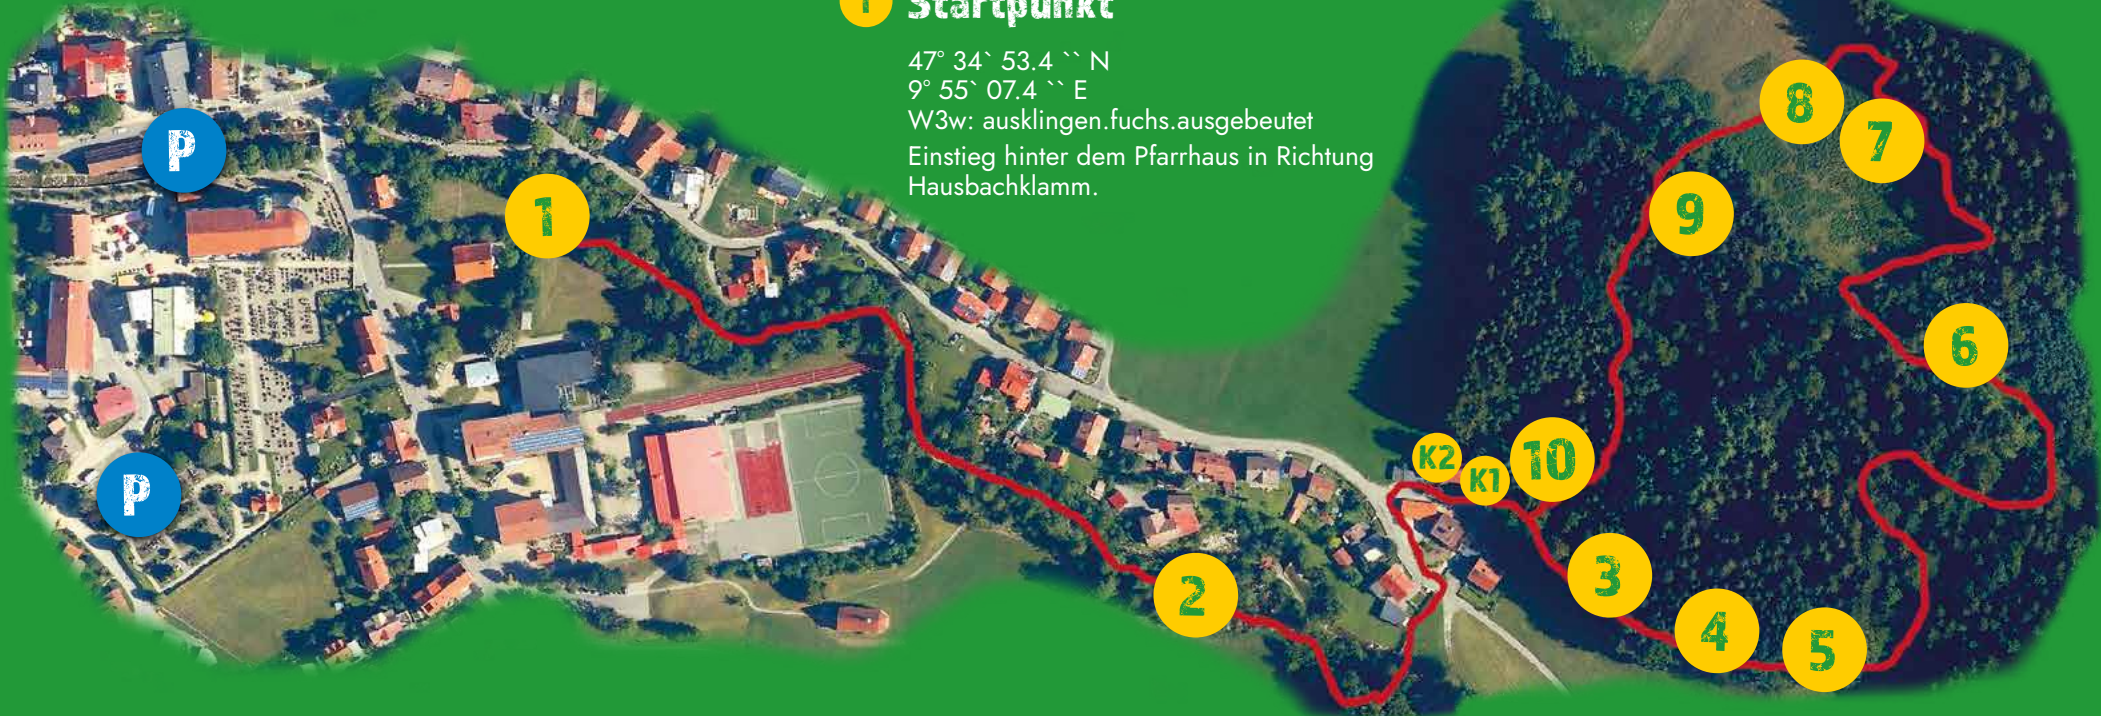 1 Startpunkt
47° 34` 53.4 `` N
9° 55` 07.4 `` E
W3w: ausklingen.fuchs.ausgebeutet
Einstieg hinter dem Pfarrhaus in Richtung
Hausbachklamm.
P
P
1
2
K2
K1
10
3
4
5
6
7
8
9